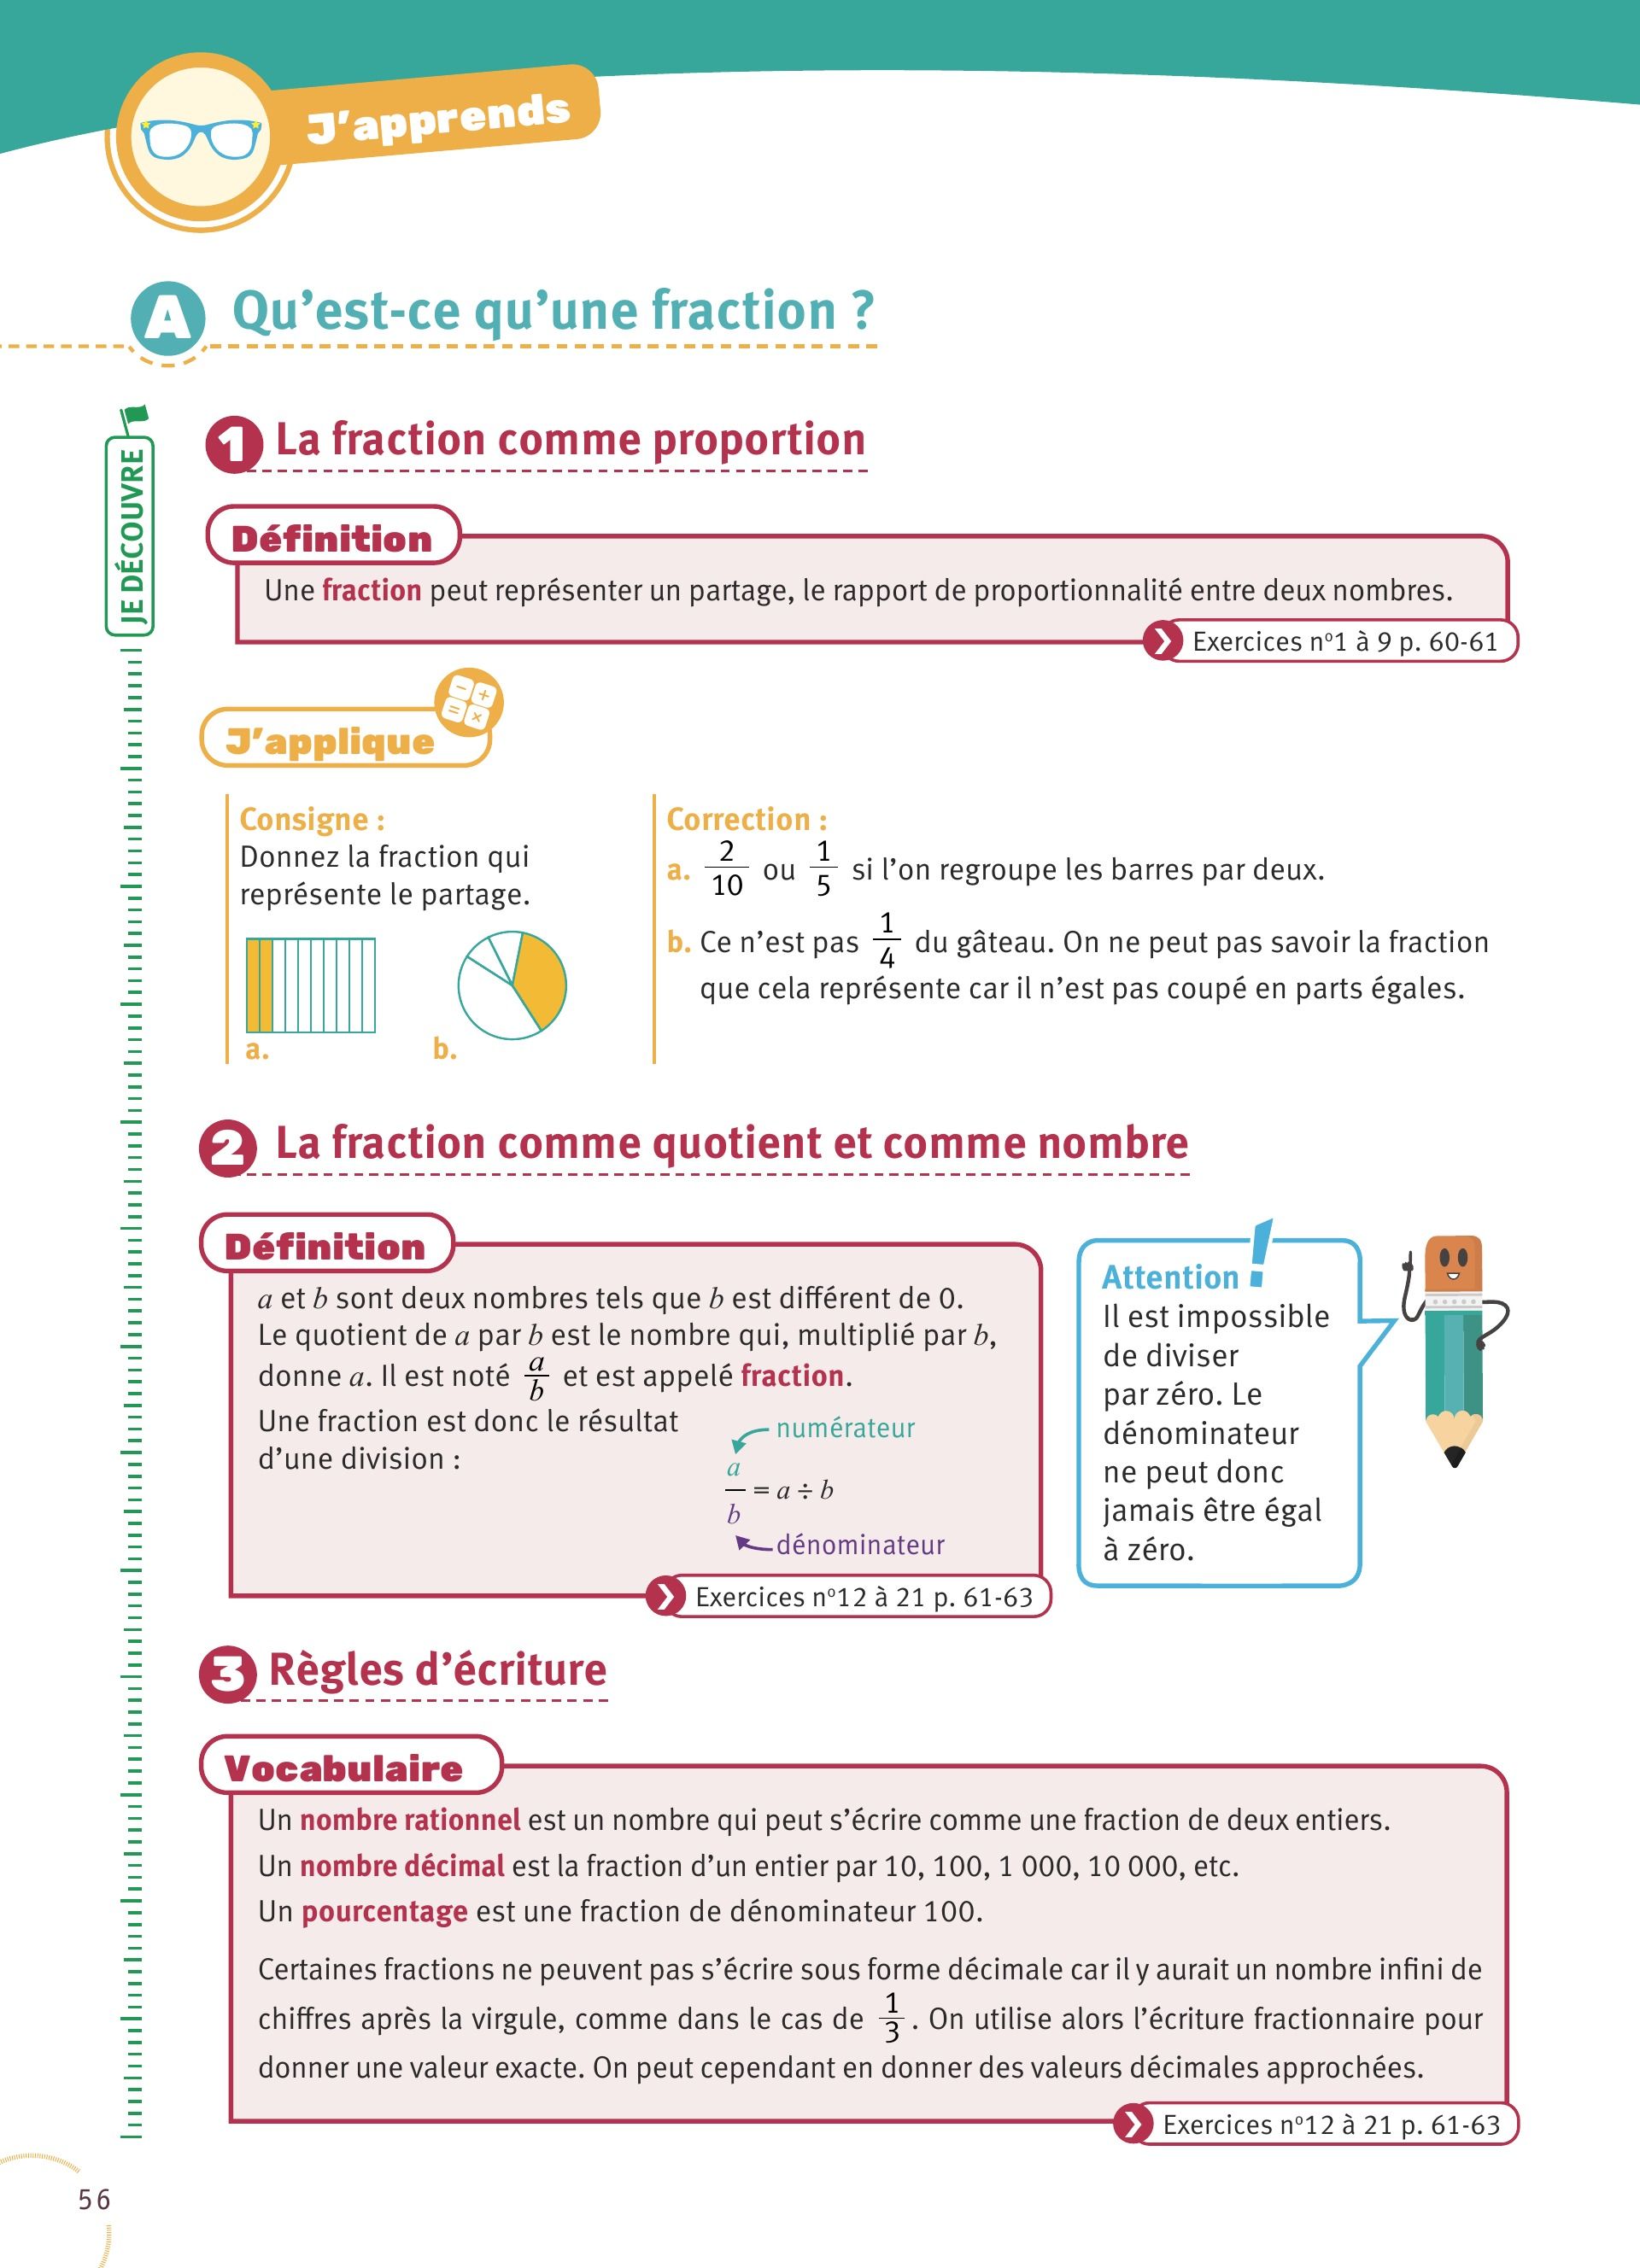 J'apprends
A Qu'est-ce qu'une fraction ?
JE DÉCOUVRE
1 La fraction comme proportion
Définition
Une fraction peut représenter un partage, le rapport de proportionnalité entre deux nombres.
Exercices nº1 à 9 p. 60-61
J'applique
− + = ×
Consigne :
Donnez la fraction qui
représente le partage.
a.
b.
Correction :
a. 2/10 ou 1/5 si l'on regroupe les barres par deux.
b. Ce n'est pas 1/4 du gâteau. On ne peut pas savoir la fraction
que cela représente car il n'est pas coupé en parts égales.
2 La fraction comme quotient et comme nombre
Définition
a et b sont deux nombres tels que b est différent de 0.
Le quotient de a par b est le nombre qui, multiplié par b,
donne a. Il est noté a/b et est appelé fraction.
Une fraction est donc le résultat
d'une division :
numérateur
a/b = a ÷ b
dénominateur
Exercices nº12 à 21 p. 61-63
Attention !
Il est impossible
de diviser
par zéro. Le
dénominateur
ne peut donc
jamais être égal
à zéro.
3 Règles d'écriture
Vocabulaire
Un nombre rationnel est un nombre qui peut s'écrire comme une fraction de deux entiers.
Un nombre décimal est la fraction d'un entier par 10, 100, 1 000, 10 000, etc.
Un pourcentage est une fraction de dénominateur 100.
Certaines fractions ne peuvent pas s'écrire sous forme décimale car il y aurait un nombre infini de
chiffres après la virgule, comme dans le cas de 1/3. On utilise alors l'écriture fractionnaire pour
donner une valeur exacte. On peut cependant en donner des valeurs décimales approchées.
Exercices nº12 à 21 p. 61-63
56